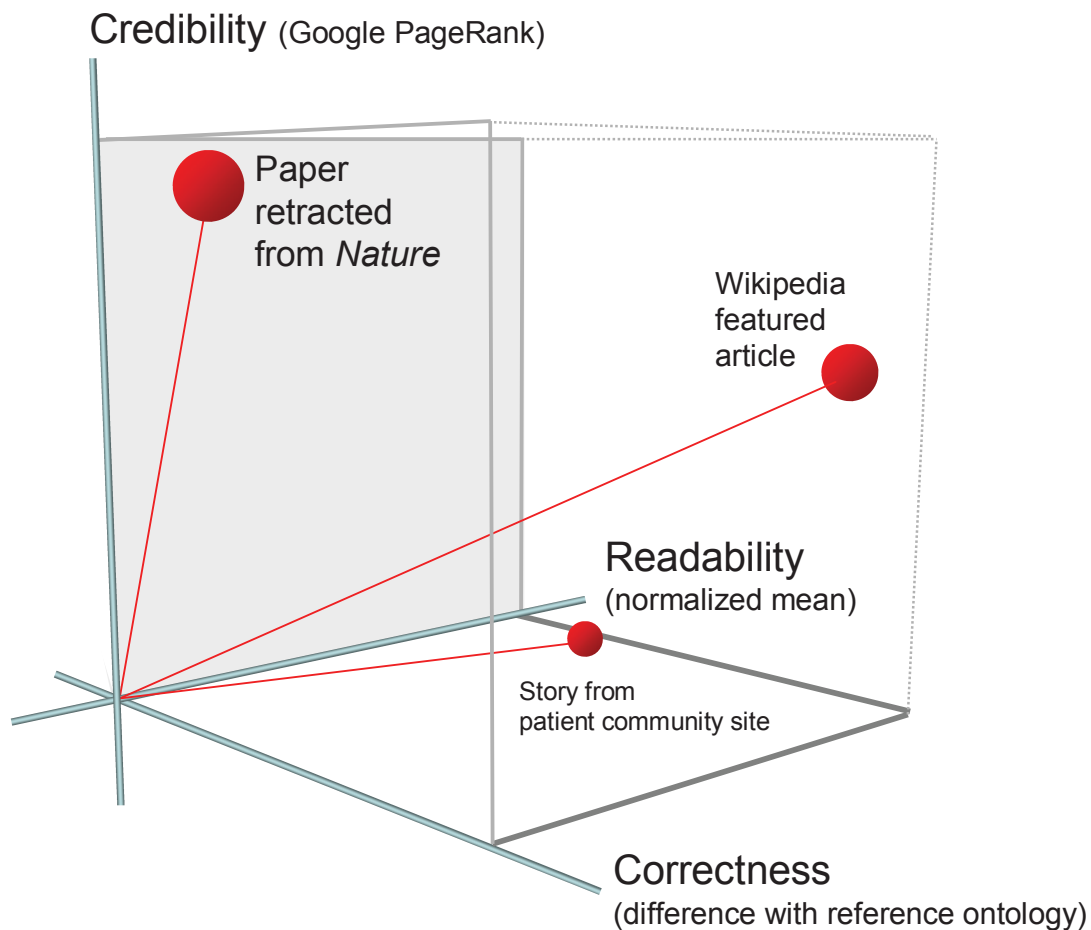 Credibility (Google PageRank)
Paper
retracted
from Nature
Wikipedia
featured
article
Readability
(normalized mean)
Story from
patient community site
Correctness
(difference with reference ontology)